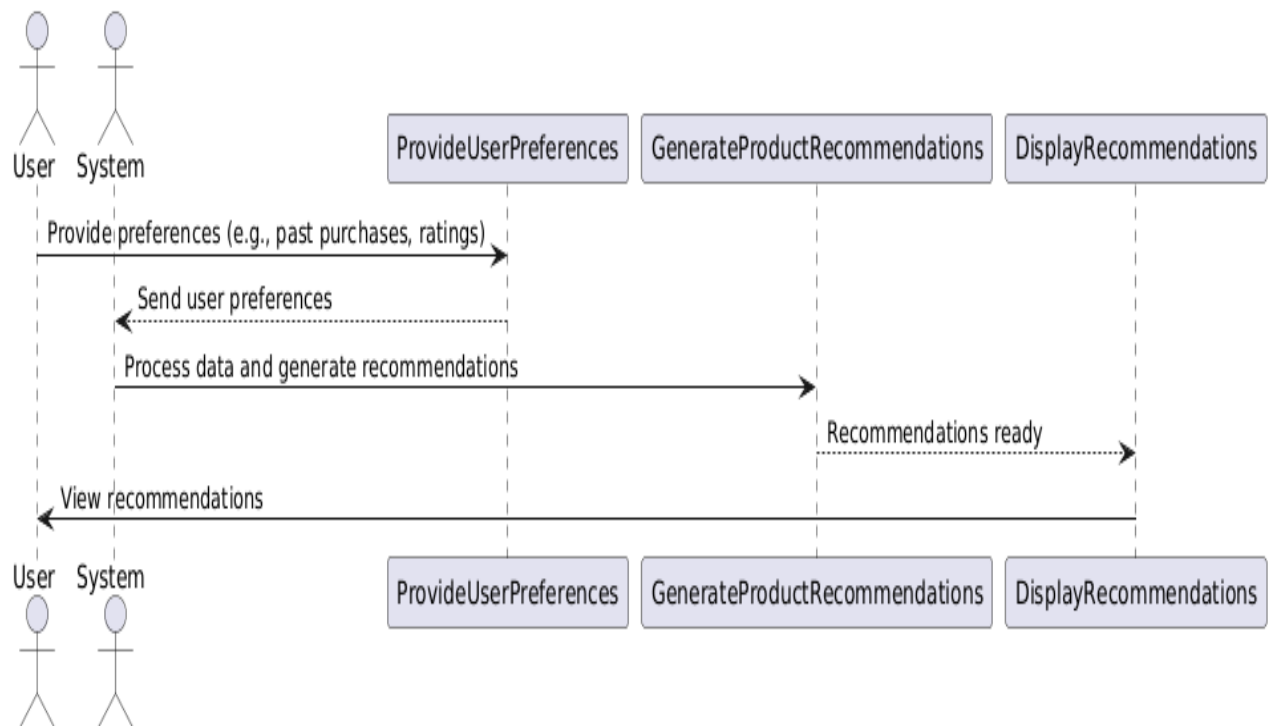 User System
ProvideUserPreferences GenerateProductRecommendations DisplayRecommendations
Provide preferences (e.g., past purchases, ratings)
Send user preferences
Process data and generate recommendations
Recommendations ready
View recommendations
User System
ProvideUserPreferences GenerateProductRecommendations DisplayRecommendations